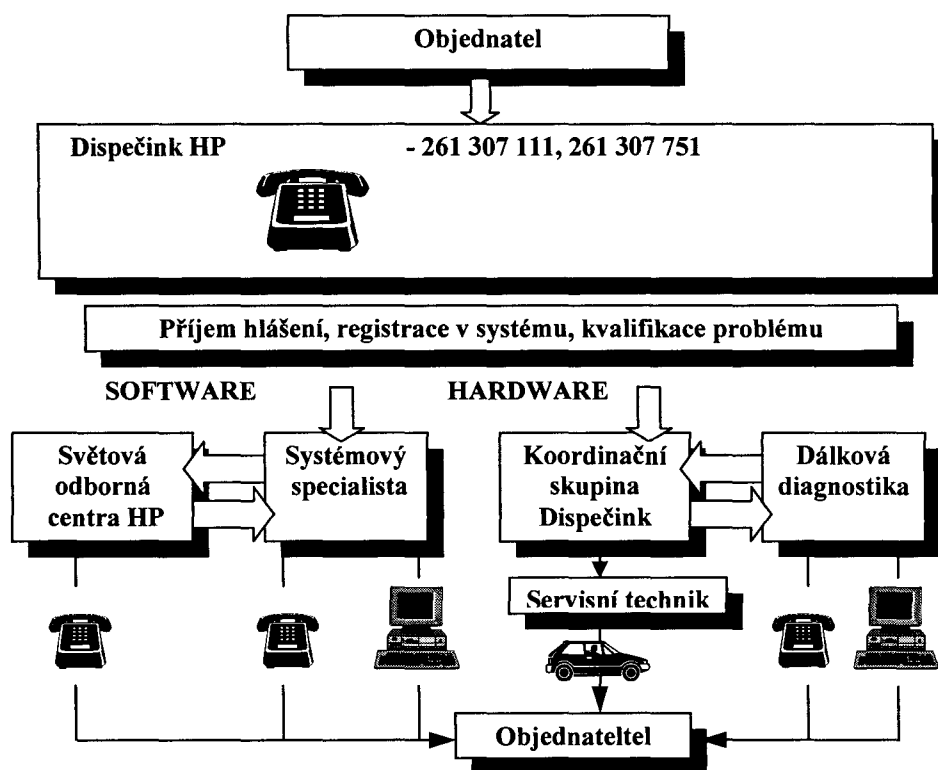 Objednatel
Dispečink HP - 261 307 111, 261 307 751
Příjem hlášení, registrace v systému, kvalifikace problému
SOFTWARE
HARDWARE
Světová
odborná
centra HP
Systémový
specialista
Koordinační
skupina
Dispečink
Dálková
diagnostika
Servisní technik
Objednateltel